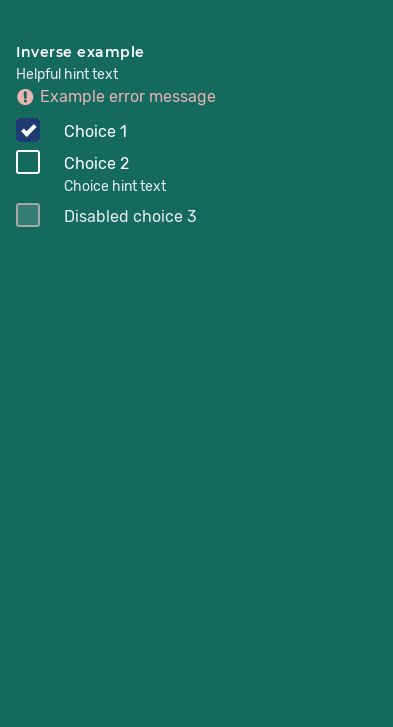 Inverse example
Helpful hint text
Example error message
Choice 1
Choice 2
Choice hint text
Disabled choice 3